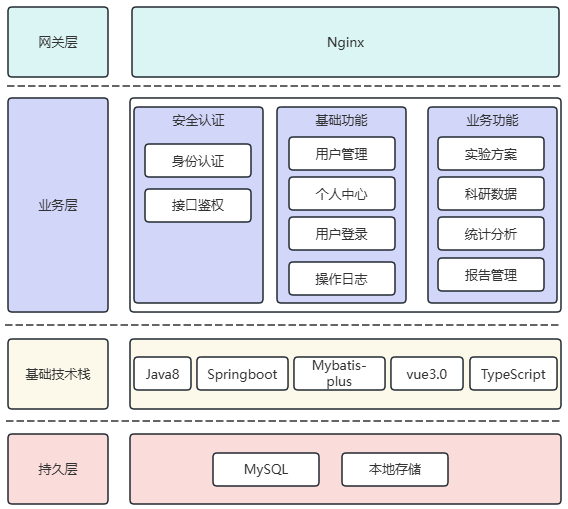 网关层
Nginx
业务层
安全认证
身份认证
接口鉴权
基础功能
用户管理
个人中心
用户登录
操作日志
业务功能
实验方案
科研数据
统计分析
报告管理
基础技术栈
Java8
Springboot
Mybatis-
plus
vue3.0
TypeScript
持久层
MySQL
本地存储